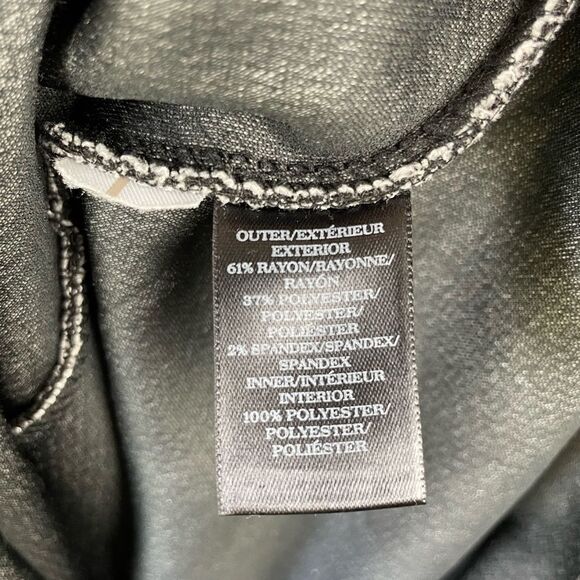 OUTER/EXTÉRIEUR
EXTERIOR
61% RAYON/RAYONNE/
RAYÓN
37% POLYESTER/
POLYESTER/
POLIÉSTER
2% SPANDEX/SPANDEX/
SPANDEX
INNER/INTÉRIEUR
INTERIOR
100% POLYESTER/
POLYESTER/
POLIÉSTER